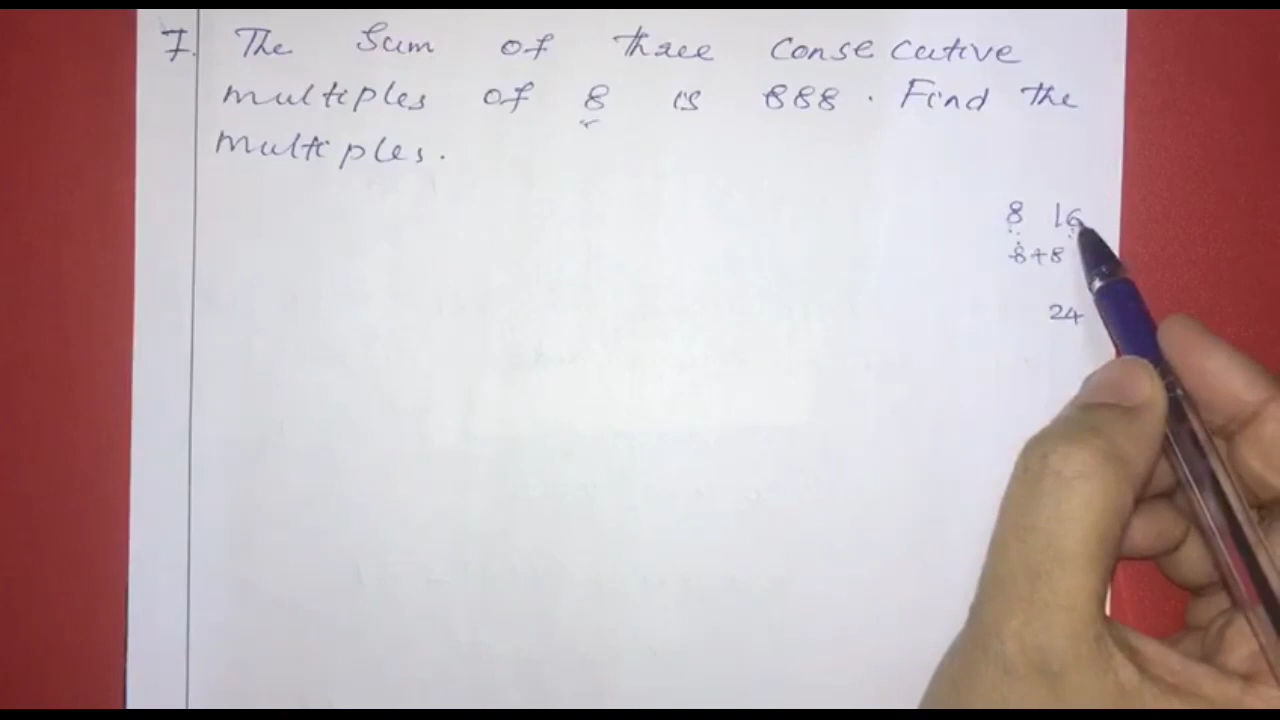 7. The Sum of three consecutive
multiples of 8 is 888. Find the
multiples.
8 16
8+8
24